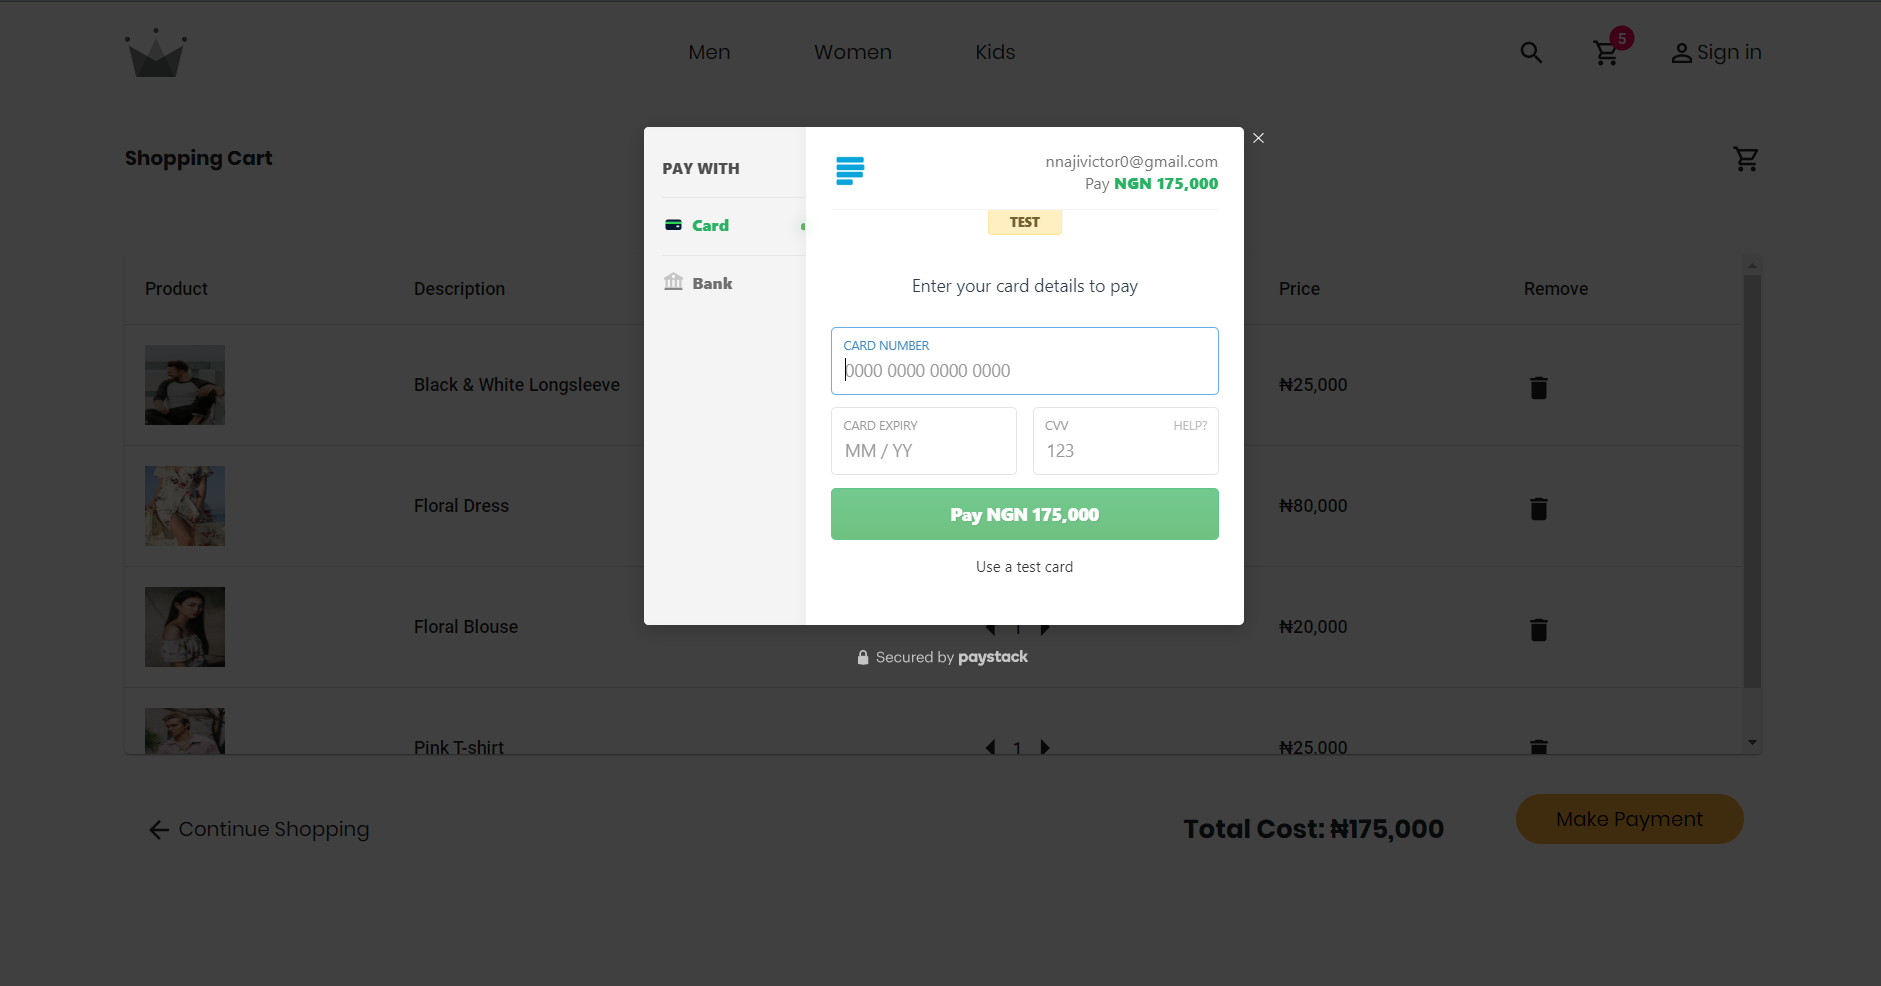 Men Women Kids 5 Sign in
Shopping Cart
PAY WITH
Card
Bank
nnajivictor0@gmail.com
Pay NGN 175,000
TEST
Enter your card details to pay
CARD NUMBER
0000 0000 0000 0000
CARD EXPIRY
MM / YY
CVV HELP?
123
Pay NGN 175,000
Use a test card
Secured by paystack
Product Description Price Remove
Black & White Longsleeve ₦25,000
Floral Dress ₦80,000
Floral Blouse 1 ₦20,000
Pink T-shirt 1 ₦25,000
Continue Shopping Total Cost: ₦175,000 Make Payment